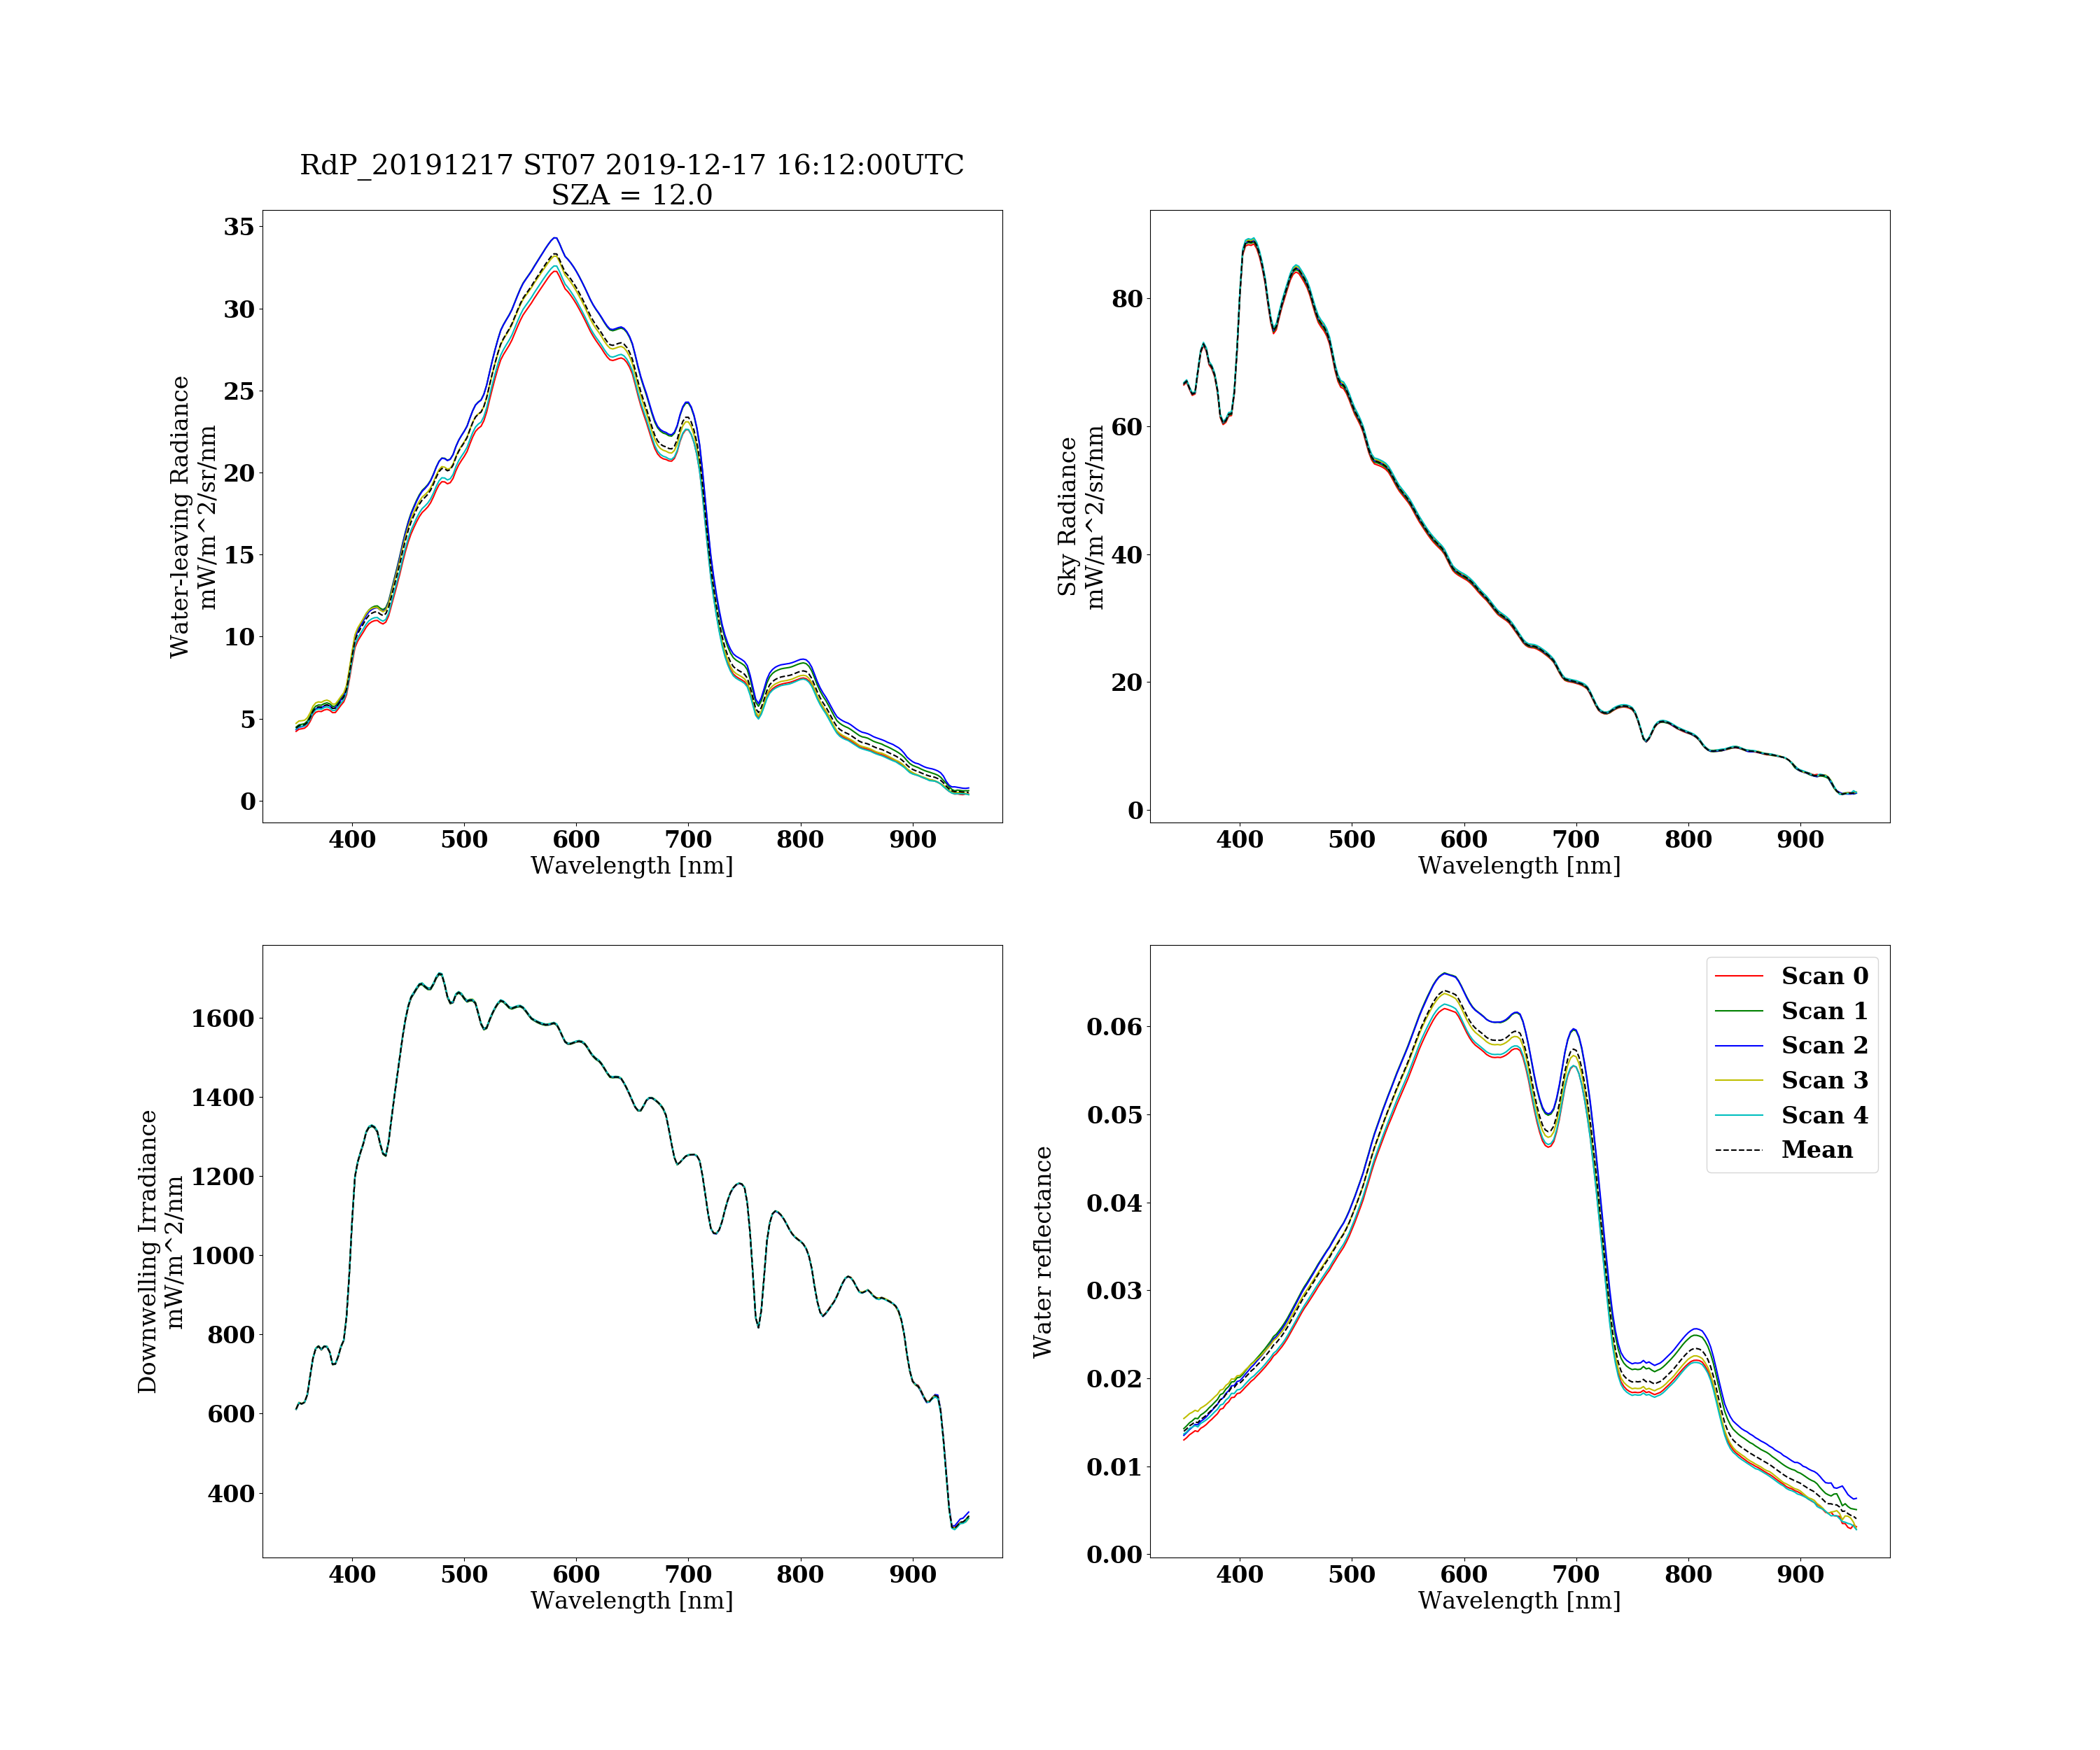 RdP_20191217 ST07 2019-12-17 16:12:00UTC
SZA = 12.0
Water-leaving Radiance
mW/m^2/sr/nm
35
30
25
20
15
10
5
0
400 500 600 700 800 900
Wavelength [nm]
Sky Radiance
mW/m^2/sr/nm
80
60
40
20
0
400 500 600 700 800 900
Wavelength [nm]
Downwelling Irradiance
mW/m^2/nm
1600
1400
1200
1000
800
600
400
400 500 600 700 800 900
Wavelength [nm]
Water reflectance
0.06
0.05
0.04
0.03
0.02
0.01
0.00
400 500 600 700 800 900
Wavelength [nm]
Scan 0
Scan 1
Scan 2
Scan 3
Scan 4
Mean